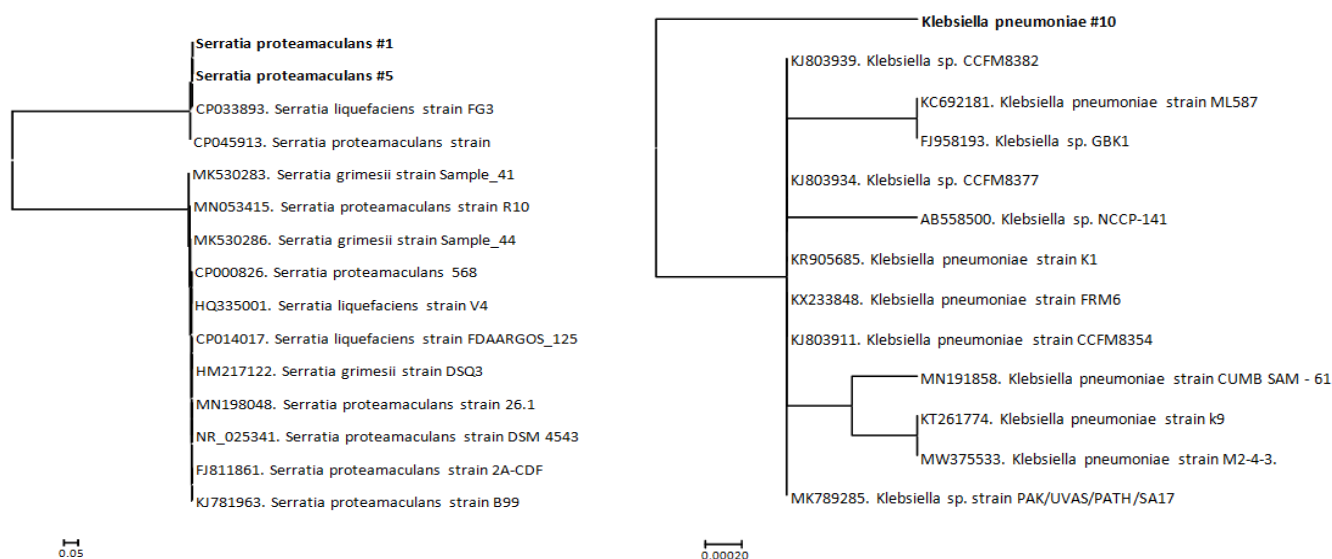 Serratia proteamaculans #1
Serratia proteamaculans #5
CP033893. Serratia liquefaciens strain FG3
CP045913. Serratia proteamaculans strain
MK530283. Serratia grimesii strain Sample_41
MN053415. Serratia proteamaculans strain R10
MK530286. Serratia grimesii strain Sample_44
CP000826. Serratia proteamaculans 568
HQ335001. Serratia liquefaciens strain V4
CP014017. Serratia liquefaciens strain FDAARGOS_125
HM217122. Serratia grimesii strain DSQ3
MN198048. Serratia proteamaculans strain 26.1
NR_025341. Serratia proteamaculans strain DSM 4543
FJ811861. Serratia proteamaculans strain 2A-CDF
KJ781963. Serratia proteamaculans strain B99
0.05
Klebsiella pneumoniae #10
KJ803939. Klebsiella sp. CCFM8382
KC692181. Klebsiella pneumoniae strain ML587
FJ958193. Klebsiella sp. GBK1
KJ803934. Klebsiella sp. CCFM8377
AB558500. Klebsiella sp. NCCP-141
KR905685. Klebsiella pneumoniae strain K1
KX233848. Klebsiella pneumoniae strain FRM6
KJ803911. Klebsiella pneumoniae strain CCFM8354
MN191858. Klebsiella pneumoniae strain CUMB SAM - 61
KT261774. Klebsiella pneumoniae strain k9
MW375533. Klebsiella pneumoniae strain M2-4-3.
MK789285. Klebsiella sp. strain PAK/UVAS/PATH/SA17
0.00020